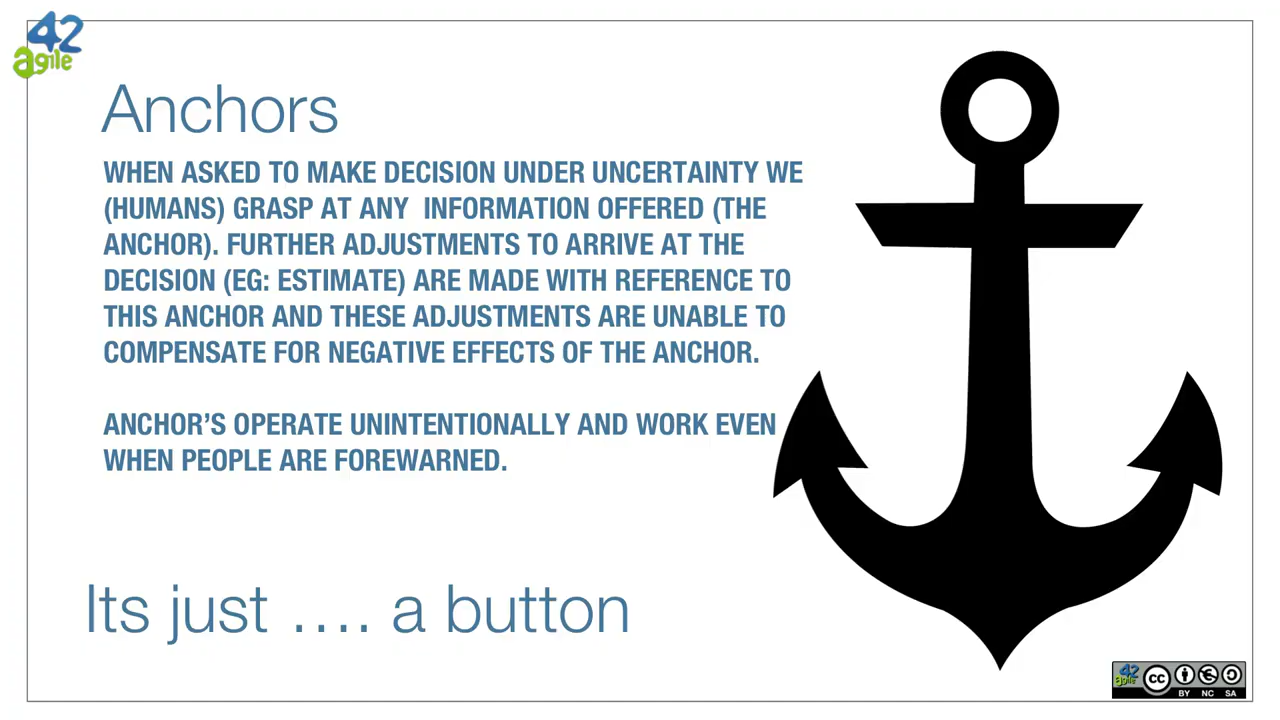 42
agile
Anchors
WHEN ASKED TO MAKE DECISION UNDER UNCERTAINTY WE
(HUMANS) GRASP AT ANY  INFORMATION OFFERED (THE
ANCHOR). FURTHER ADJUSTMENTS TO ARRIVE AT THE
DECISION (EG: ESTIMATE) ARE MADE WITH REFERENCE TO
THIS ANCHOR AND THESE ADJUSTMENTS ARE UNABLE TO
COMPENSATE FOR NEGATIVE EFFECTS OF THE ANCHOR.
ANCHOR’S OPERATE UNINTENTIONALLY AND WORK EVEN
WHEN PEOPLE ARE FOREWARNED.
Its just …. a button
42
agile
cc
BY NC SA